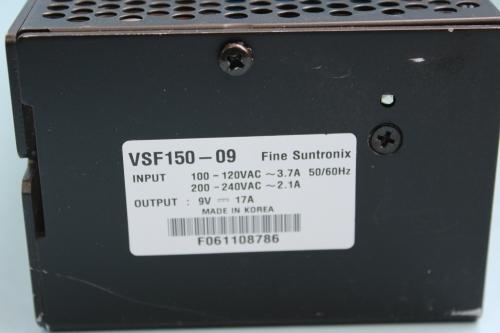 VSF150-09 Fine Suntronix
INPUT 100-120VAC ~3.7A 50/60Hz
200-240VAC ~2.1A
OUTPUT : 9V ⎓ 17A
MADE IN KOREA
F061108786